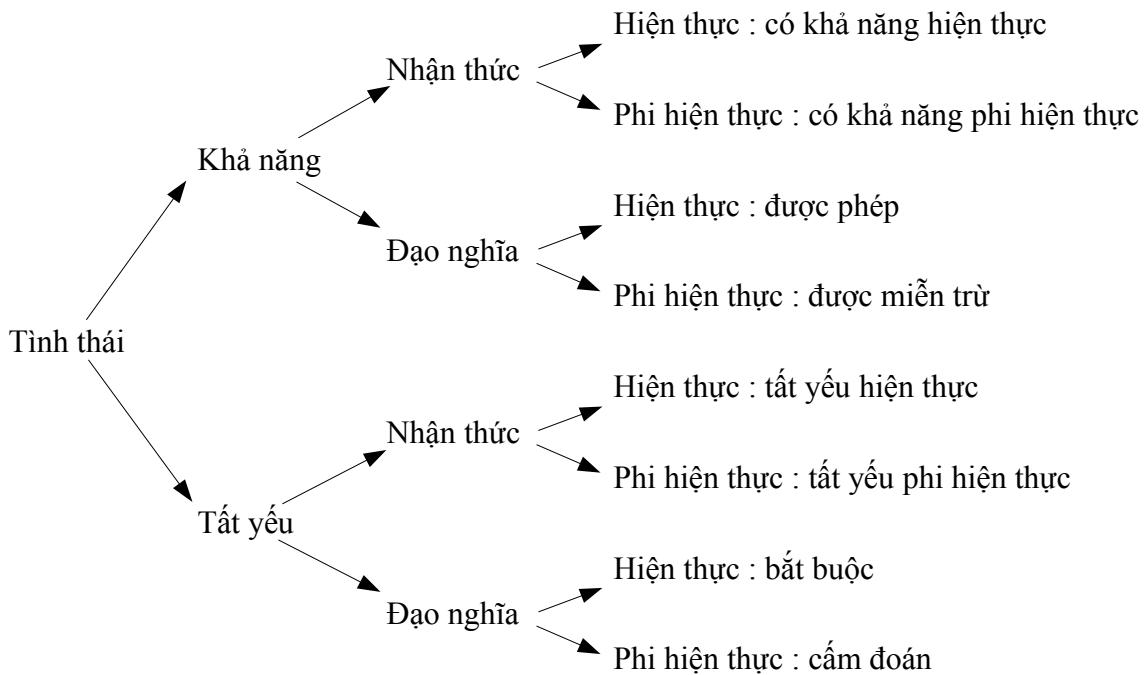 Hiện thực : có khả năng hiện thực
Nhận thức
Phi hiện thực : có khả năng phi hiện thực
Khả năng
Hiện thực : được phép
Đạo nghĩa
Phi hiện thực : được miễn trừ
Tình thái
Hiện thực : tất yếu hiện thực
Nhận thức
Phi hiện thực : tất yếu phi hiện thực
Tất yếu
Hiện thực : bắt buộc
Đạo nghĩa
Phi hiện thực : cấm đoán